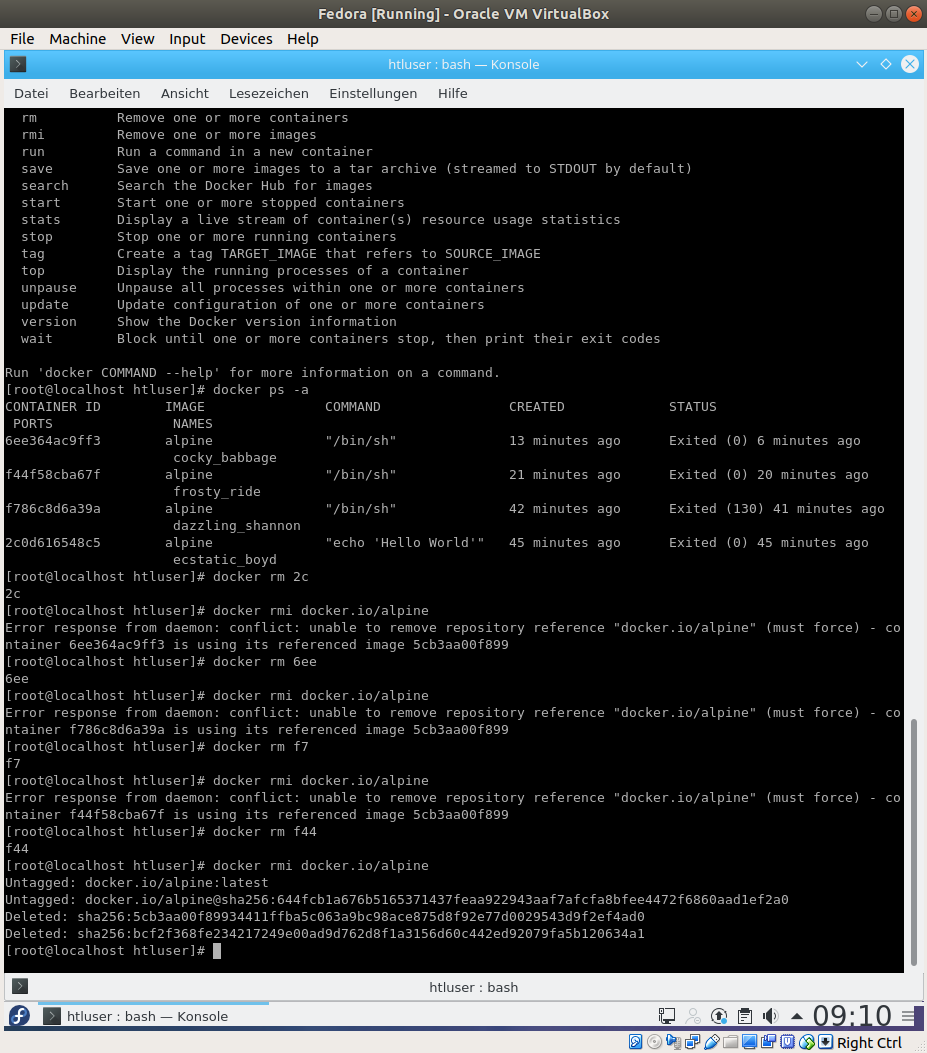 Fedora [Running] - Oracle VM VirtualBox
File Machine View Input Devices Help
htluser : bash — Konsole
Datei Bearbeiten Ansicht Lesezeichen Einstellungen Hilfe
rm Remove one or more containers
rmi Remove one or more images
run Run a command in a new container
save Save one or more images to a tar archive (streamed to STDOUT by default)
search Search the Docker Hub for images
start Start one or more stopped containers
stats Display a live stream of container(s) resource usage statistics
stop Stop one or more running containers
tag Create a tag TARGET_IMAGE that refers to SOURCE_IMAGE
top Display the running processes of a container
unpause Unpause all processes within one or more containers
update Update configuration of one or more containers
version Show the Docker version information
wait Block until one or more containers stop, then print their exit codes
Run 'docker COMMAND --help' for more information on a command.
[root@localhost htluser]# docker ps -a
CONTAINER ID IMAGE COMMAND CREATED STATUS
PORTS NAMES
6ee364ac9ff3 alpine "/bin/sh" 13 minutes ago Exited (0) 6 minutes ago
cocky_babbage
f44f58cba67f alpine "/bin/sh" 21 minutes ago Exited (0) 20 minutes ago
frosty_ride
f786c8d6a39a alpine "/bin/sh" 42 minutes ago Exited (130) 41 minutes ago
dazzling_shannon
2c0d616548c5 alpine "echo 'Hello World'" 45 minutes ago Exited (0) 45 minutes ago
ecstatic_boyd
[root@localhost htluser]# docker rm 2c
2c
[root@localhost htluser]# docker rmi docker.io/alpine
Error response from daemon: conflict: unable to remove repository reference "docker.io/alpine" (must force) - co
ntainer 6ee364ac9ff3 is using its referenced image 5cb3aa00f899
[root@localhost htluser]# docker rm 6ee
6ee
[root@localhost htluser]# docker rmi docker.io/alpine
Error response from daemon: conflict: unable to remove repository reference "docker.io/alpine" (must force) - co
ntainer f786c8d6a39a is using its referenced image 5cb3aa00f899
[root@localhost htluser]# docker rm f7
f7
[root@localhost htluser]# docker rmi docker.io/alpine
Error response from daemon: conflict: unable to remove repository reference "docker.io/alpine" (must force) - co
ntainer f44f58cba67f is using its referenced image 5cb3aa00f899
[root@localhost htluser]# docker rm f44
f44
[root@localhost htluser]# docker rmi docker.io/alpine
Untagged: docker.io/alpine:latest
Untagged: docker.io/alpine@sha256:644fcb1a676b5165371437feaa922943aaf7afcfa8bfee4472f6860aad1ef2a0
Deleted: sha256:5cb3aa00f89934411ffba5c063a9bc98ace875d8f92e77d0029543d9f2ef4ad0
Deleted: sha256:bcf2f368fe234217249e00ad9d762d8f1a3156d60c442ed92079fa5b120634a1
[root@localhost htluser]#
htluser : bash
htluser : bash — Konsole
09:10
Right Ctrl